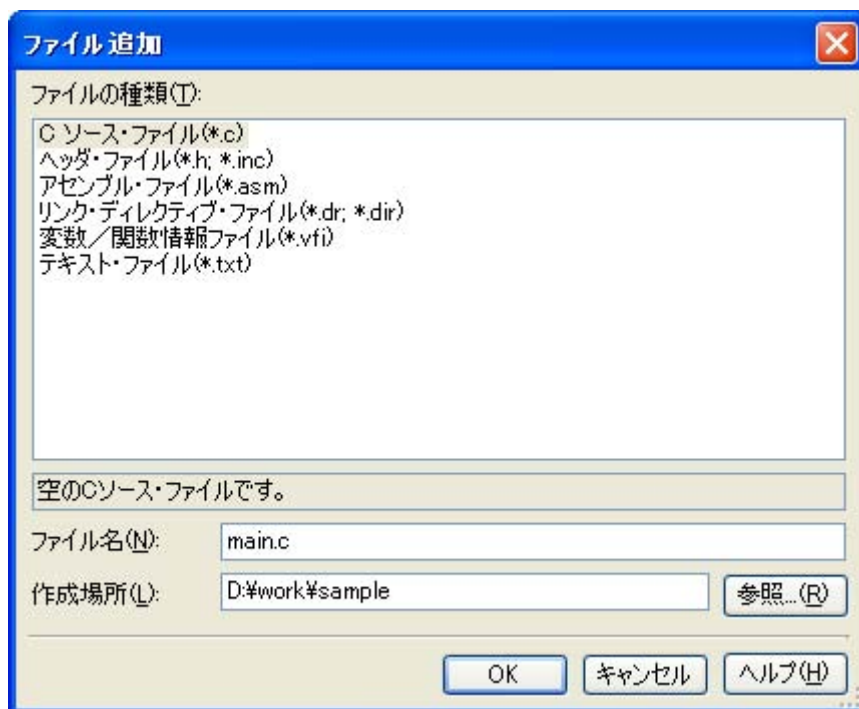 ファイル 追加
ファイルの種類(T):
C ソース・ファイル(*.c)
ヘッダ・ファイル(*.h; *.inc)
アセンブル・ファイル(*.asm)
リンク・ディレクティブ・ファイル(*.dr; *.dir)
変数／関数情報ファイル(*.vfi)
テキスト・ファイル(*.txt)
空のCソース・ファイルです。
ファイル名(N): main.c
作成場所(L): D:¥work¥sample 参照...(R)
OK キャンセル ヘルプ(H)